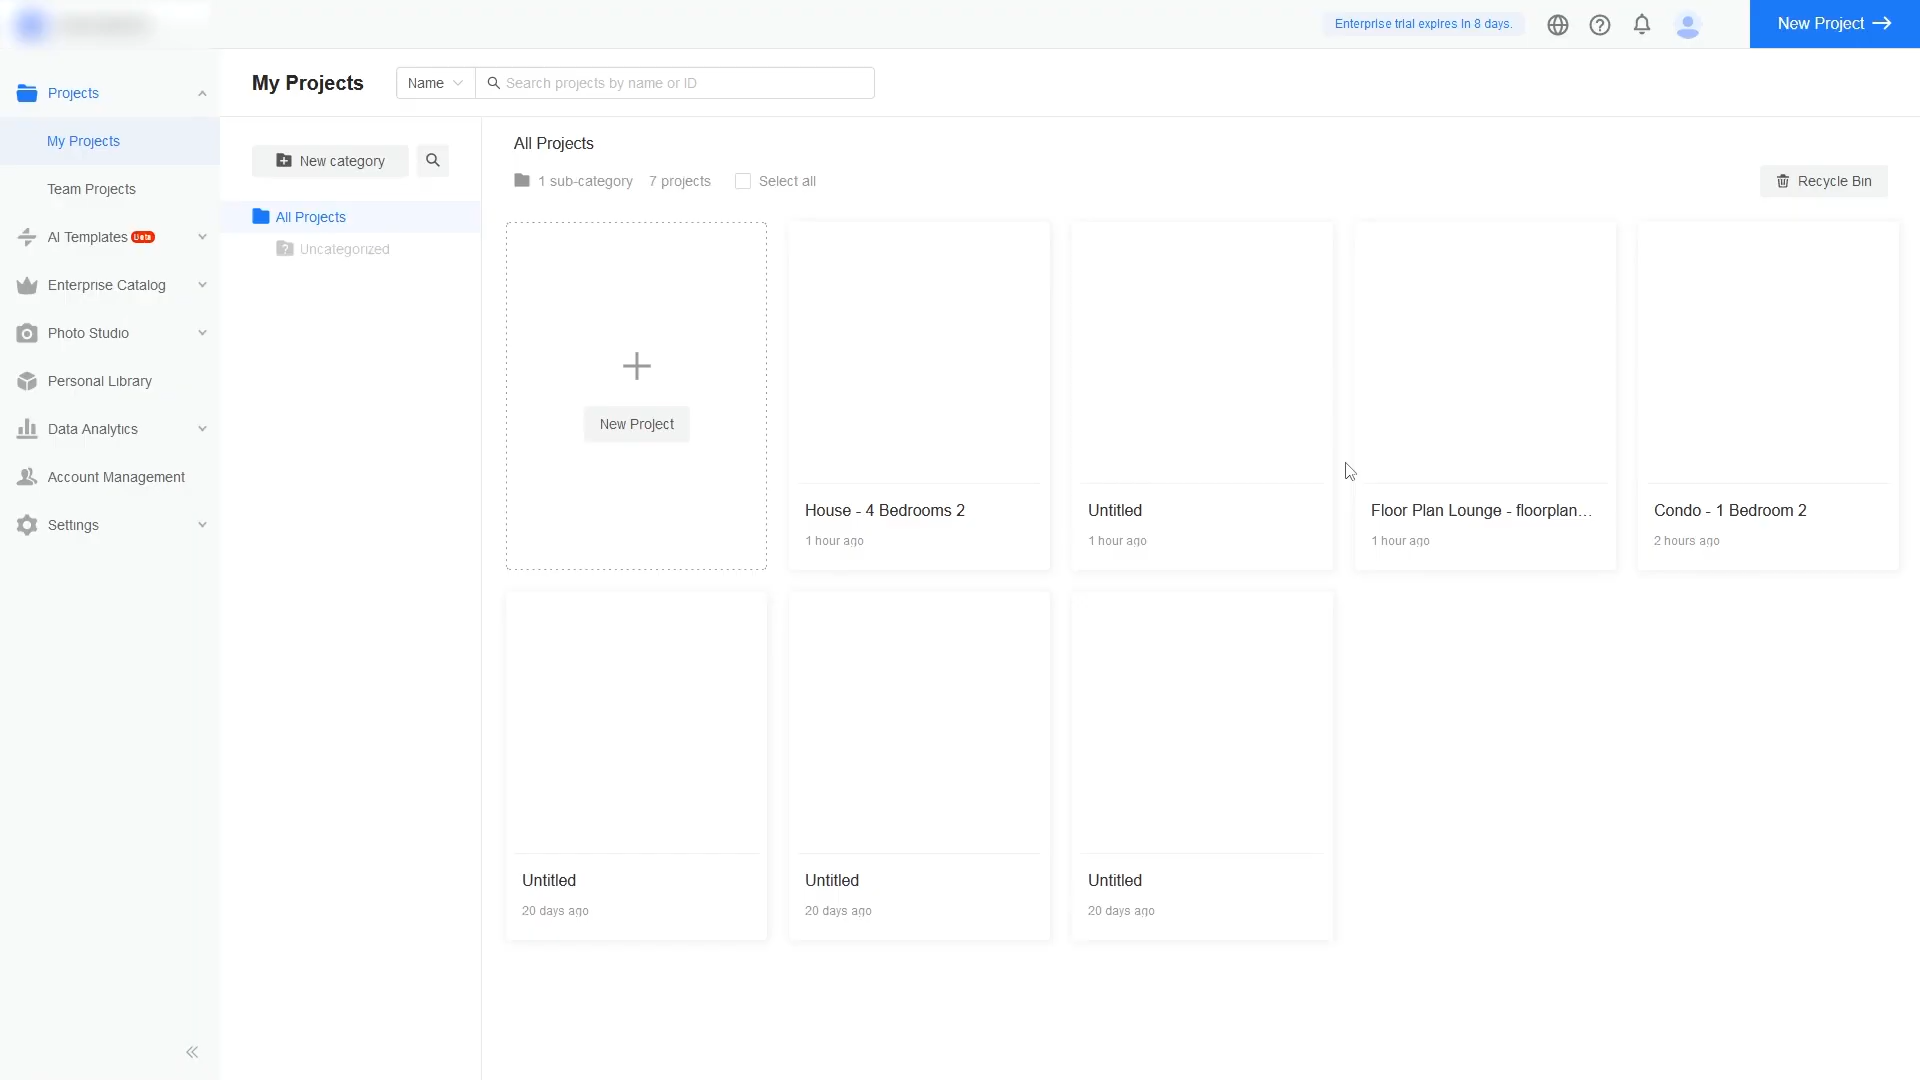 Enterprise trial expires in 8 days.
New Project
Projects
My Projects
Team Projects
AI Templates Beta
Enterprise Catalog
Photo Studio
Personal Library
Data Analytics
Account Management
Settings
My Projects
Name
Search projects by name or ID
New category
All Projects
Uncategorized
All Projects
1 sub-category 7 projects Select all
Recycle Bin
New Project
House - 4 Bedrooms 2
1 hour ago
Untitled
1 hour ago
Floor Plan Lounge - floorplan...
1 hour ago
Condo - 1 Bedroom 2
2 hours ago
Untitled
20 days ago
Untitled
20 days ago
Untitled
20 days ago